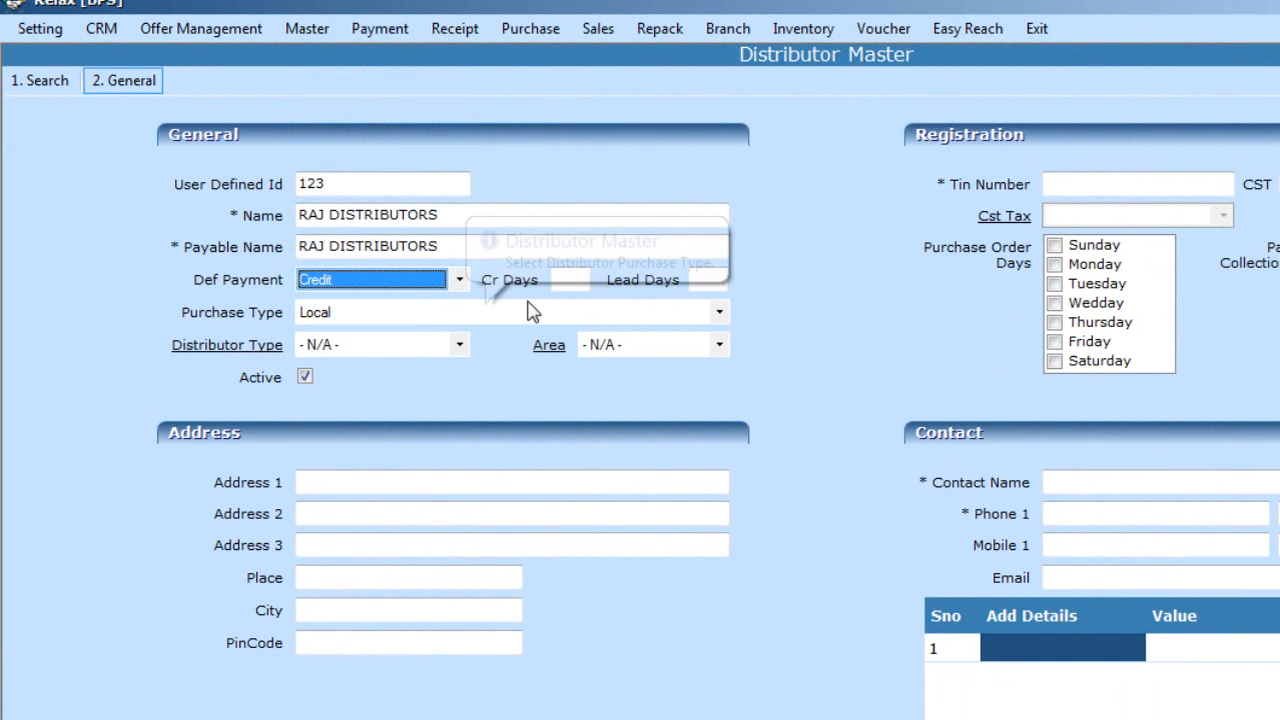 Relax [DPS]
Setting CRM Offer Management Master Payment Receipt Purchase Sales Repack Branch Inventory Voucher Easy Reach Exit
Distributor Master
1. Search 2. General
General
User Defined Id 123
* Name RAJ DISTRIBUTORS
* Payable Name RAJ DISTRIBUTORS
Distributor Master
Select Distributor Purchase Type.
Def Payment Credit Cr Days Lead Days
Purchase Type Local
Distributor Type - N/A - Area - N/A -
Active
Registration
* Tin Number CST
Cst Tax
Purchase Order Days
Sunday
Monday
Tuesday
Wedday
Thursday
Friday
Saturday
Address
Address 1
Address 2
Address 3
Place
City
PinCode
Contact
* Contact Name
* Phone 1
Mobile 1
Email
Sno Add Details Value
1